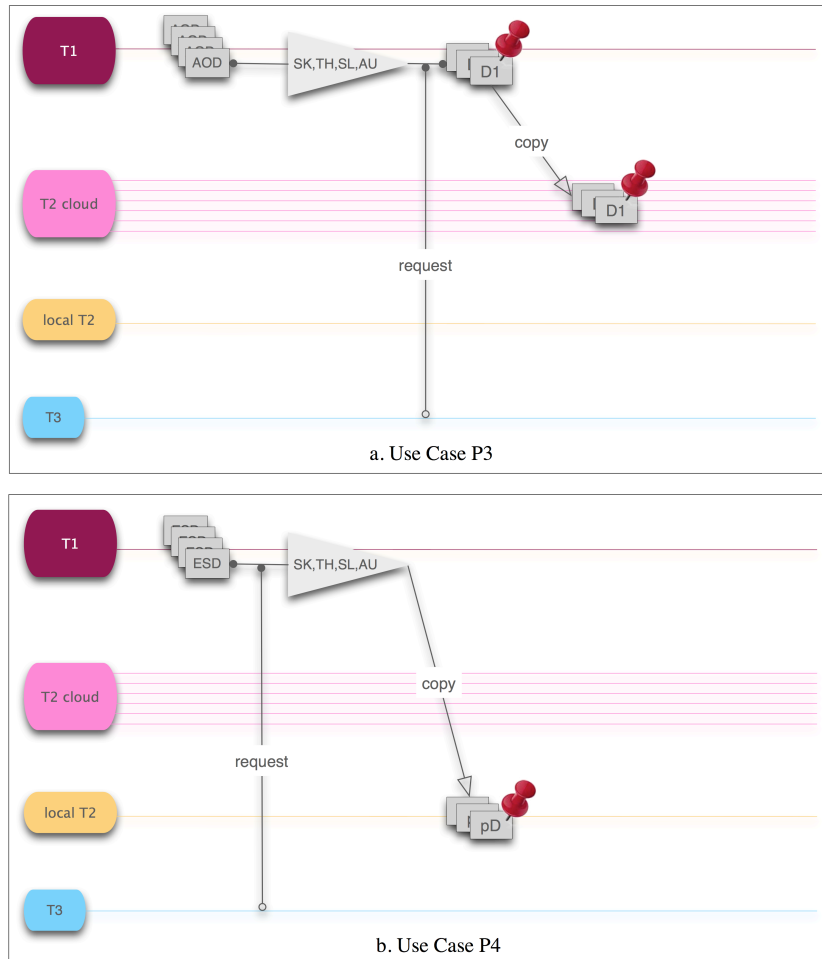 T1
AOD
SK,TH,SL,AU
D1
copy
T2 cloud
D1
request
local T2
T3
a. Use Case P3
T1
ESD
SK,TH,SL,AU
T2 cloud
copy
request
local T2
pD
T3
b. Use Case P4